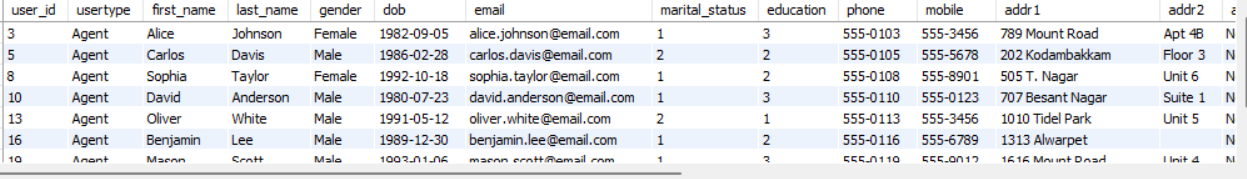 user_id usertype first_name last_name gender dob email marital_status education phone mobile addr1 addr2
3 Agent Alice Johnson Female 1982-09-05 alice.johnson@email.com 1 3 555-0103 555-3456 789 Mount Road Apt 4B
5 Agent Carlos Davis Male 1986-02-28 carlos.davis@email.com 2 2 555-0105 555-5678 202 Kodambakkam Floor 3
8 Agent Sophia Taylor Female 1992-10-18 sophia.taylor@email.com 1 2 555-0108 555-8901 505 T. Nagar Unit 6
10 Agent David Anderson Male 1980-07-23 david.anderson@email.com 1 3 555-0110 555-0123 707 Besant Nagar Suite 1
13 Agent Oliver White Male 1991-05-12 oliver.white@email.com 2 1 555-0113 555-3456 1010 Tidel Park Unit 5
16 Agent Benjamin Lee Male 1989-12-30 benjamin.lee@email.com 1 2 555-0116 555-6789 1313 Alwarpet
19 Agent Mason Scott Male 1993-01-06 mason.scott@email.com 1 3 555-0119 555-9012 1616 Mount Road Unit 4